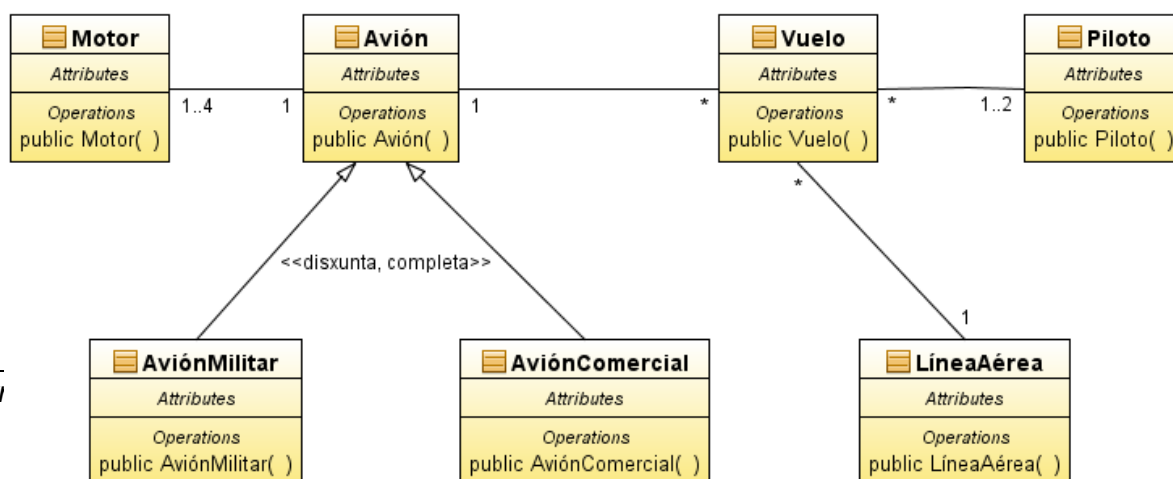 Motor
Attributes
Operations
public Motor( )
1..4
1
Avión
Attributes
Operations
public Avión( )
1
*
Vuelo
Attributes
Operations
public Vuelo( )
*
1..2
Piloto
Attributes
Operations
public Piloto( )
*
<<disxunta, completa>>
1
AviónMilitar
Attributes
Operations
public AviónMilitar( )
AviónComercial
Attributes
Operations
public AviónComercial( )
LíneaAérea
Attributes
Operations
public LíneaAérea( )